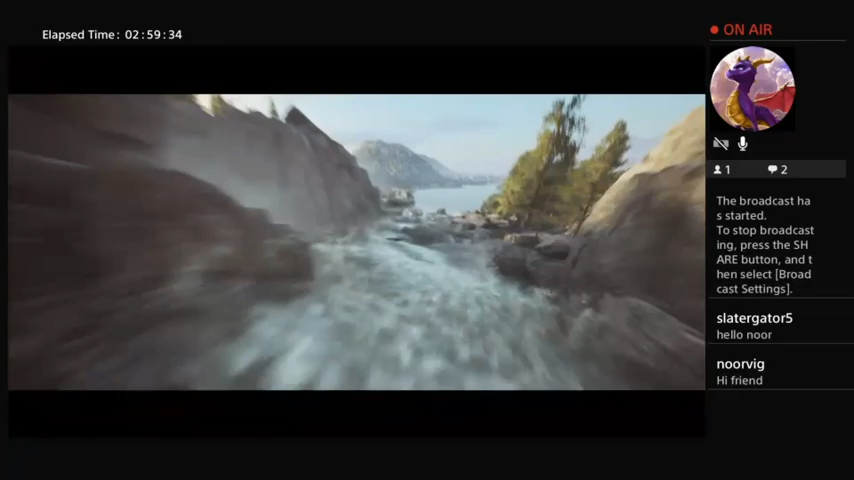 Elapsed Time: 02:59:34
ON AIR
1
2
The broadcast ha
s started.
To stop broadcast
ing, press the SH
ARE button, and t
hen select [Broad
cast Settings].
slatergator5
hello noor
noorvig
Hi friend